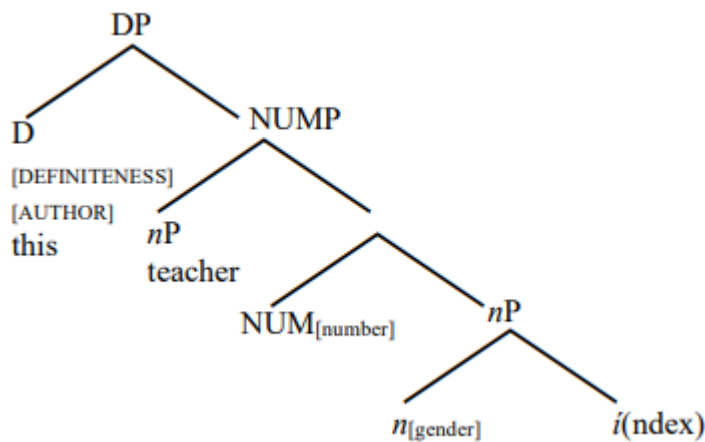 DP
D
NUMP
[DEFINITENESS]
[AUTHOR]
this
nP
teacher
NUM[number]
nP
n[gender]
í(ndex)